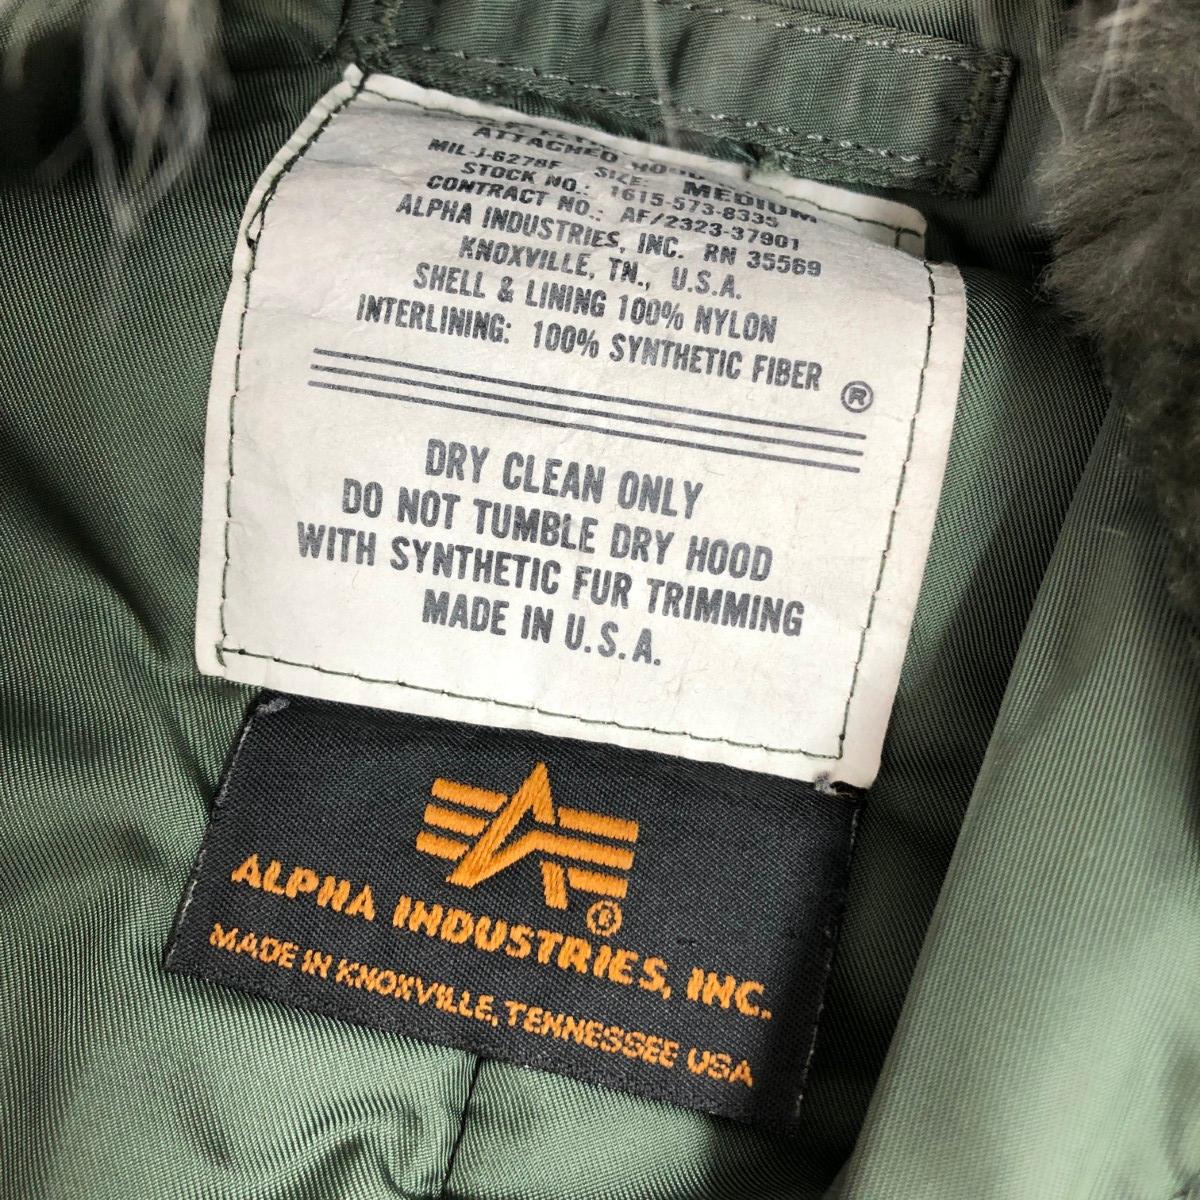 ATTACHED HOOD
MIL-J-6278F SIZE: MEDIUM
STOCK NO.: 1615-573-8335
CONTRACT NO.: AF/2323-37901
ALPHA INDUSTRIES, INC. RN 35569
KNOXVILLE, TN., U.S.A.
SHELL & LINING 100% NYLON
INTERLINING: 100% SYNTHETIC FIBER
®
DRY CLEAN ONLY
DO NOT TUMBLE DRY HOOD
WITH SYNTHETIC FUR TRIMMING
MADE IN U.S.A.
®
ALPHA INDUSTRIES, INC.
MADE IN KNOXVILLE, TENNESSEE USA